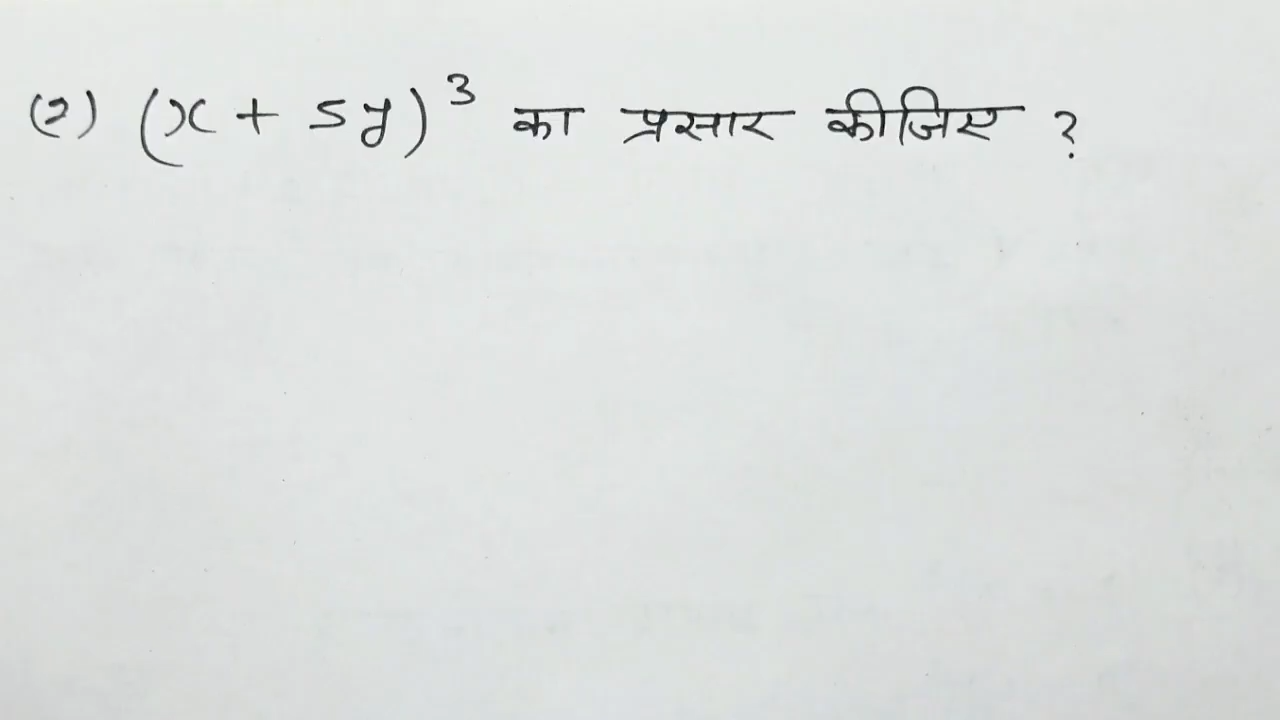 (2) (x + 5y)³ का प्रसार कीजिए ?